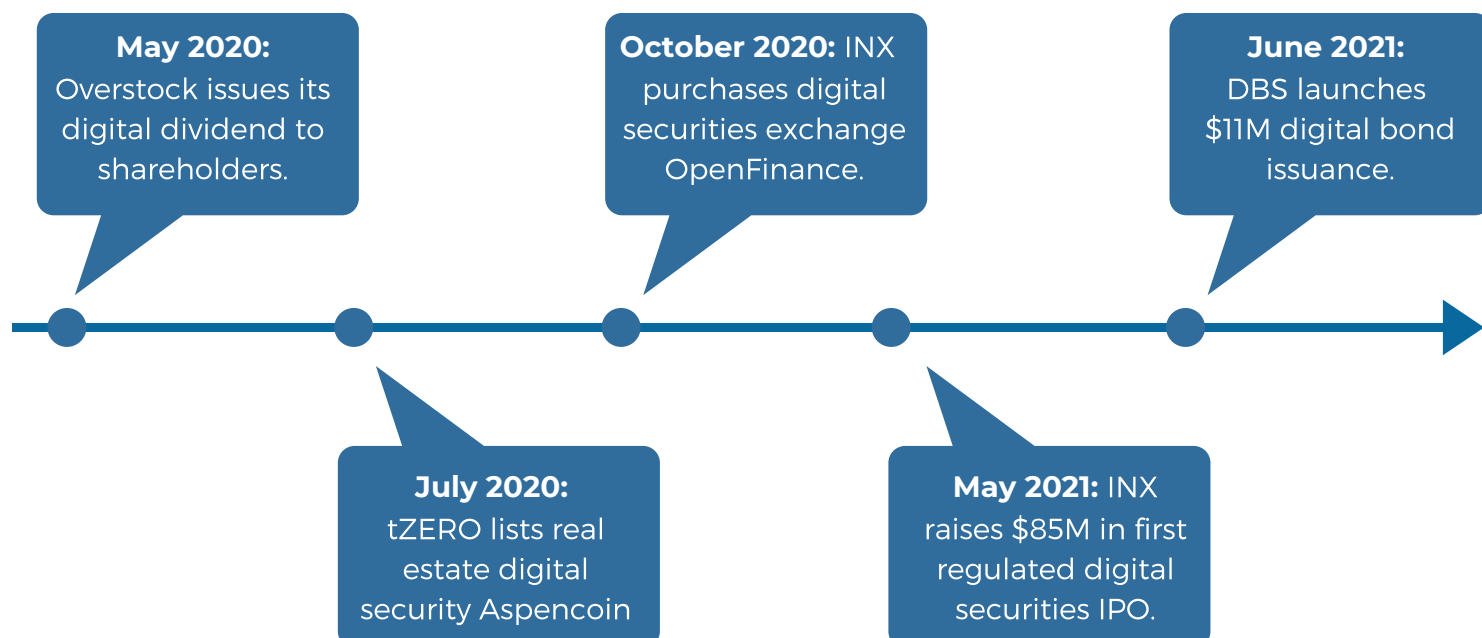 May 2020:
Overstock issues its
digital dividend to
shareholders.
July 2020:
tZERO lists real
estate digital
security Aspencoin
October 2020: INX
purchases digital
securities exchange
OpenFinance.
May 2021: INX
raises $85M in first
regulated digital
securities IPO.
June 2021:
DBS launches
$11M digital bond
issuance.